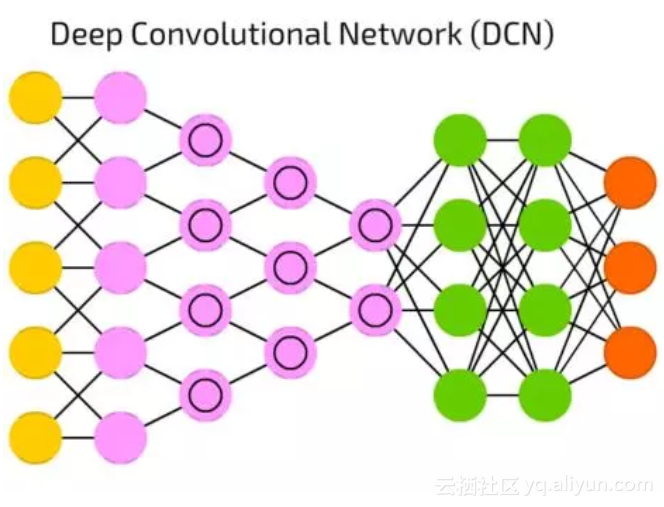 Deep Convolutional Network (DCN)
云栖社区 yq.aliyun.com